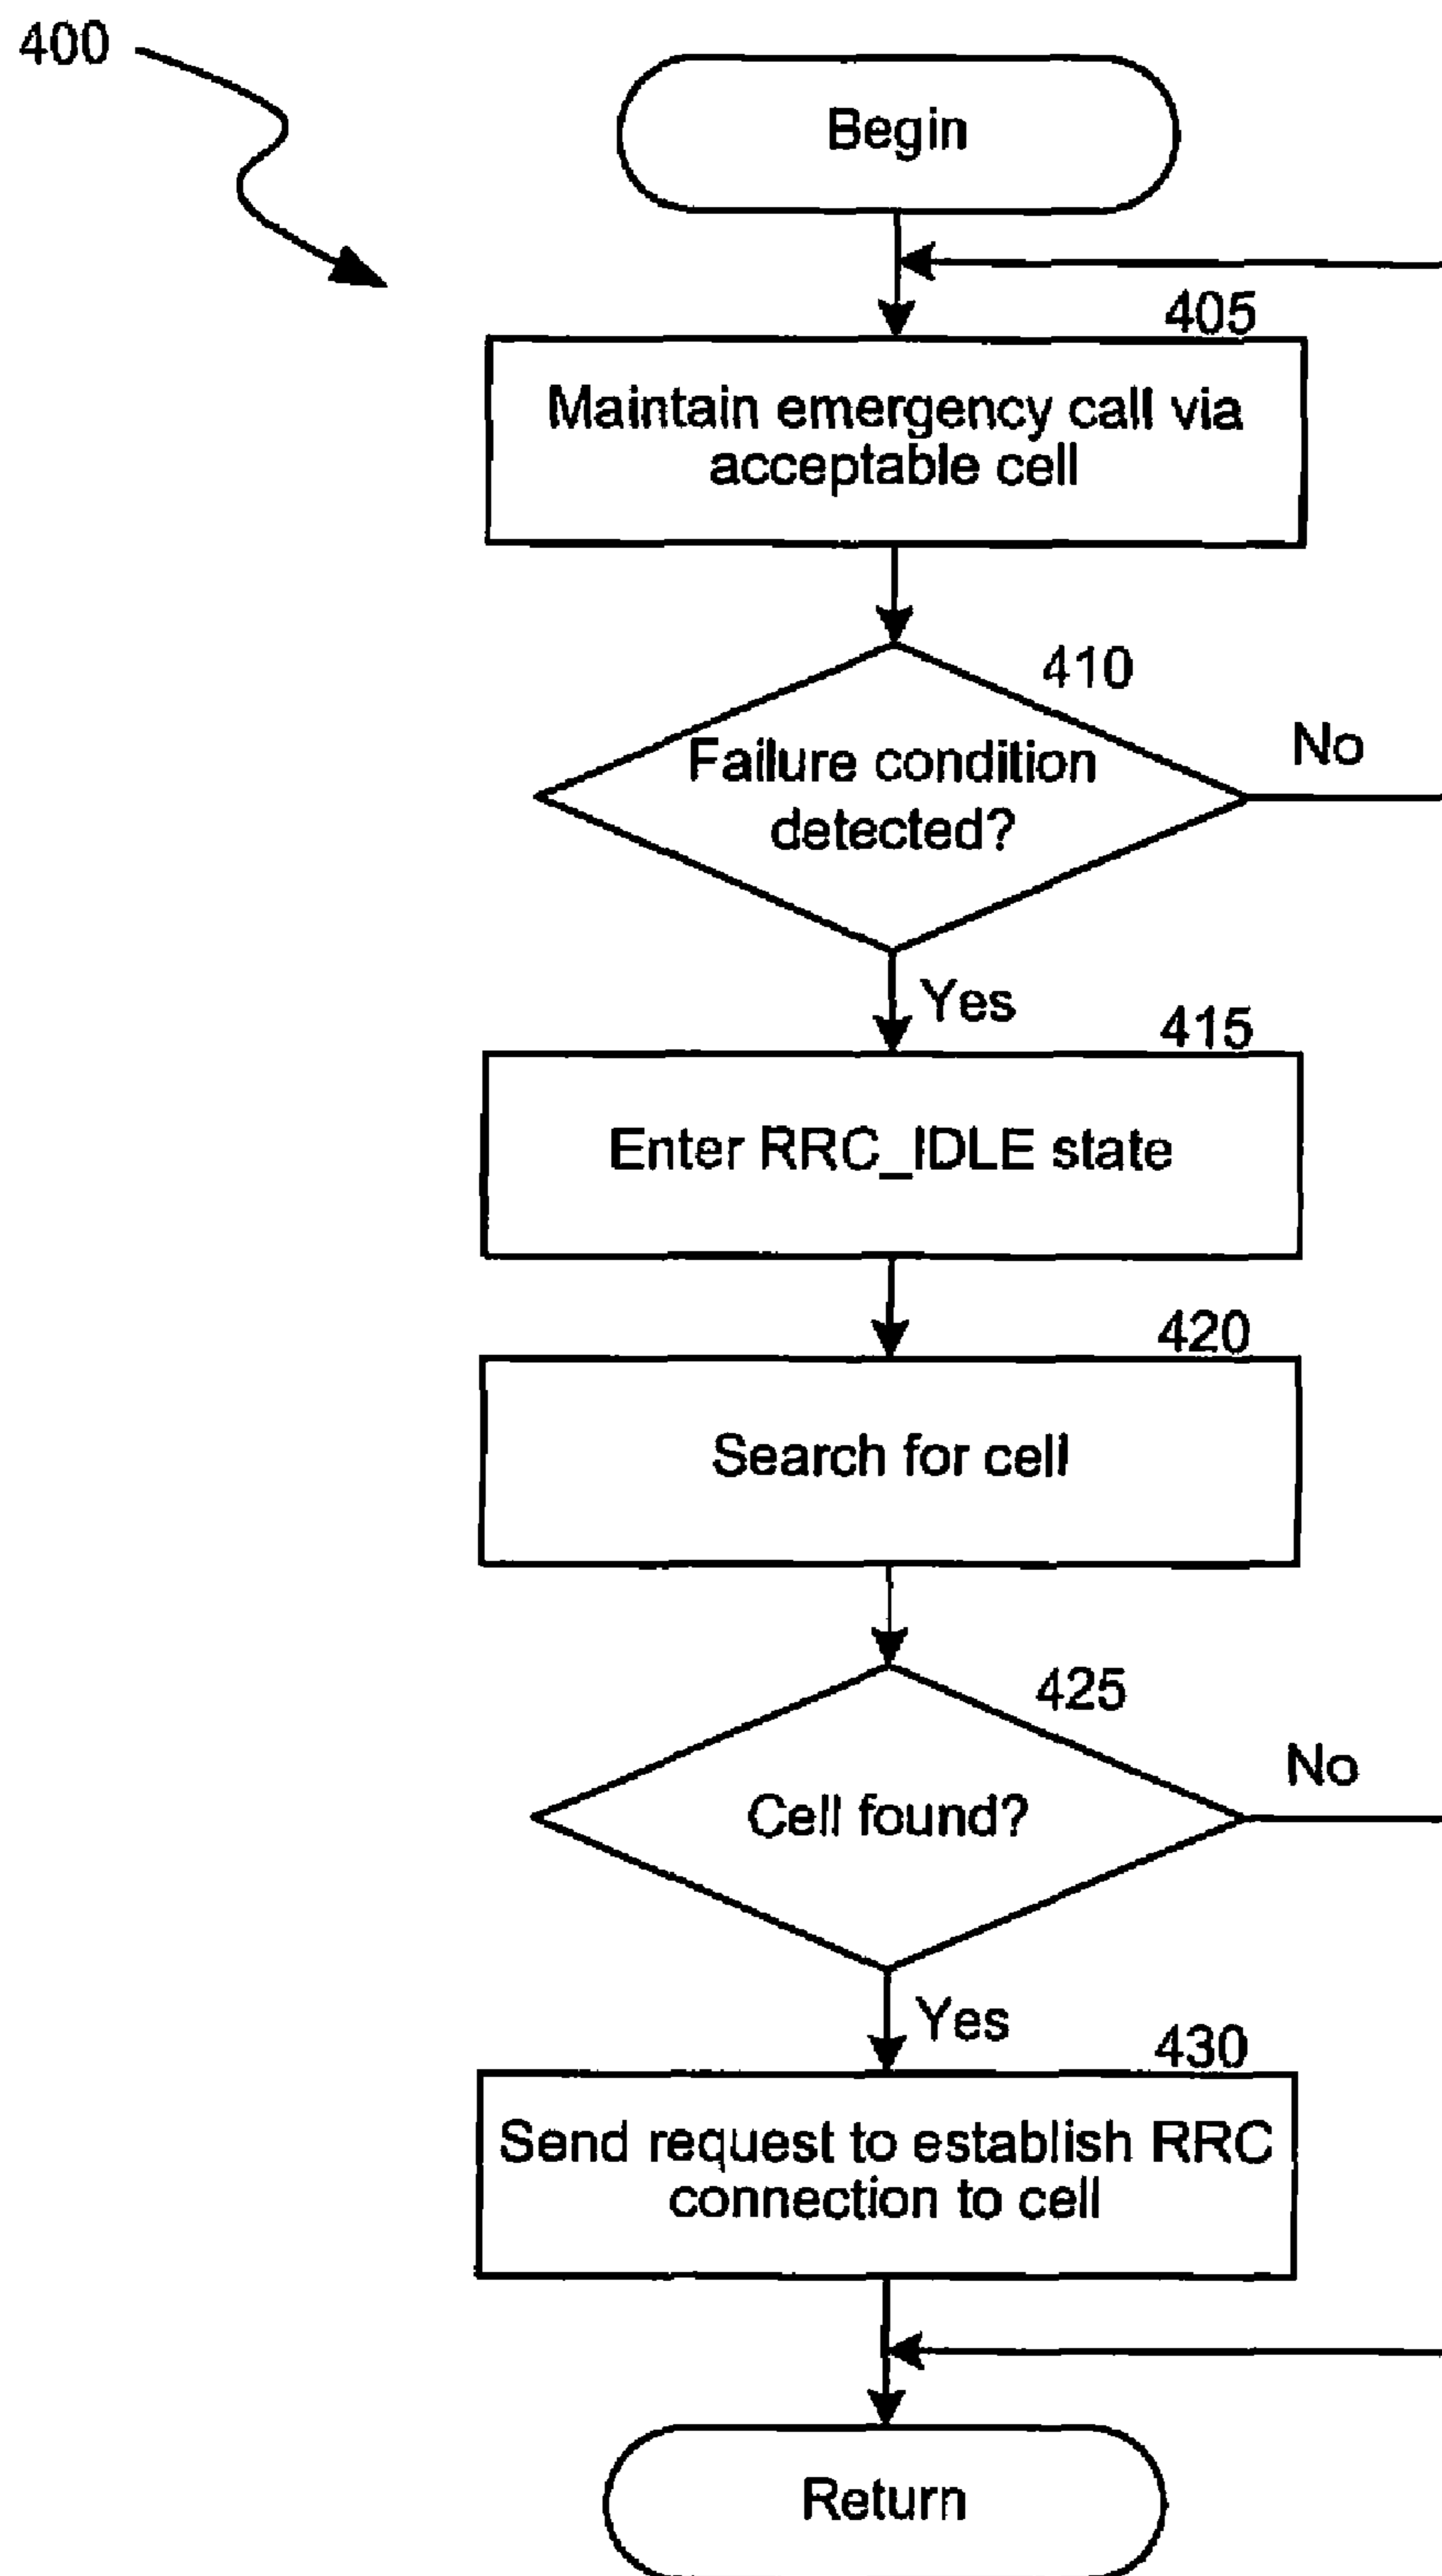 400
Begin
405
Maintain emergency call via
acceptable cell
410
Failure condition
detected?
No
Yes
415
Enter RRC_IDLE state
420
Search for cell
425
Cell found?
No
Yes
430
Send request to establish RRC
connection to cell
Return